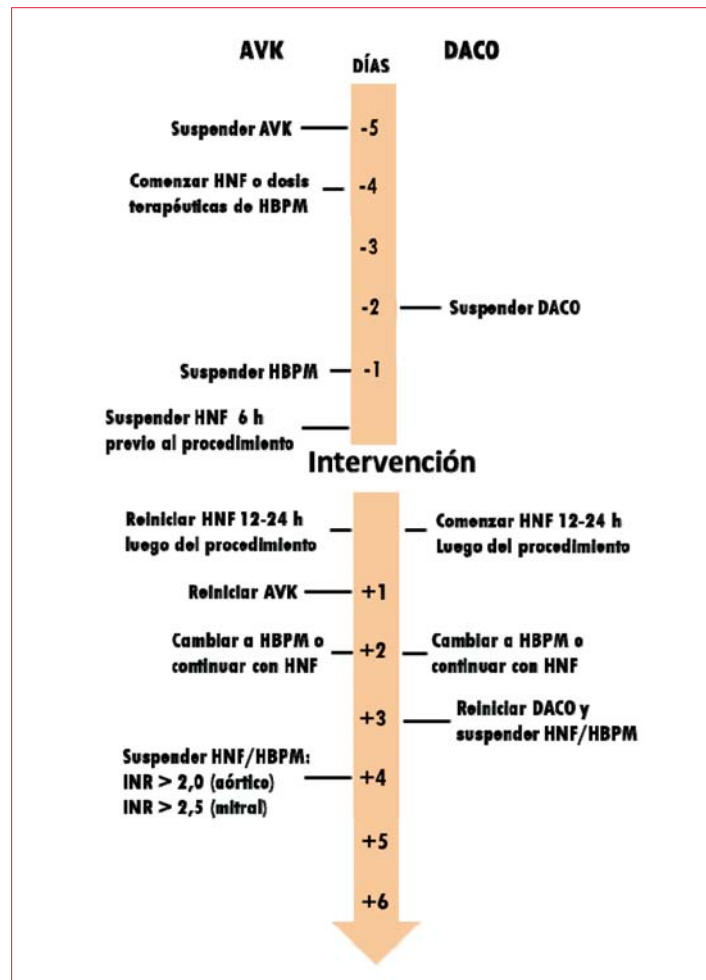 AVK
DACO
DÍAS
Suspender AVK
-5
Comenzar HNF o dosis
terapéuticas de HBPM
-4
-3
-2
Suspender DACO
Suspender HBPM
-1
Suspender HNF 6 h
previo al procedimiento
Intervención
Reiniciar HNF 12-24 h
luego del procedimiento
Comenzar HNF 12-24 h
Luego del procedimiento
Reiniciar AVK
+1
Cambiar a HBPM o
continuar con HNF
+2
Cambiar a HBPM o
continuar con HNF
+3
Reiniciar DACO y
suspender HNF/HBPM
Suspender HNF/HBPM:
INR > 2,0 (aórtico)
INR > 2,5 (mitral)
+4
+5
+6